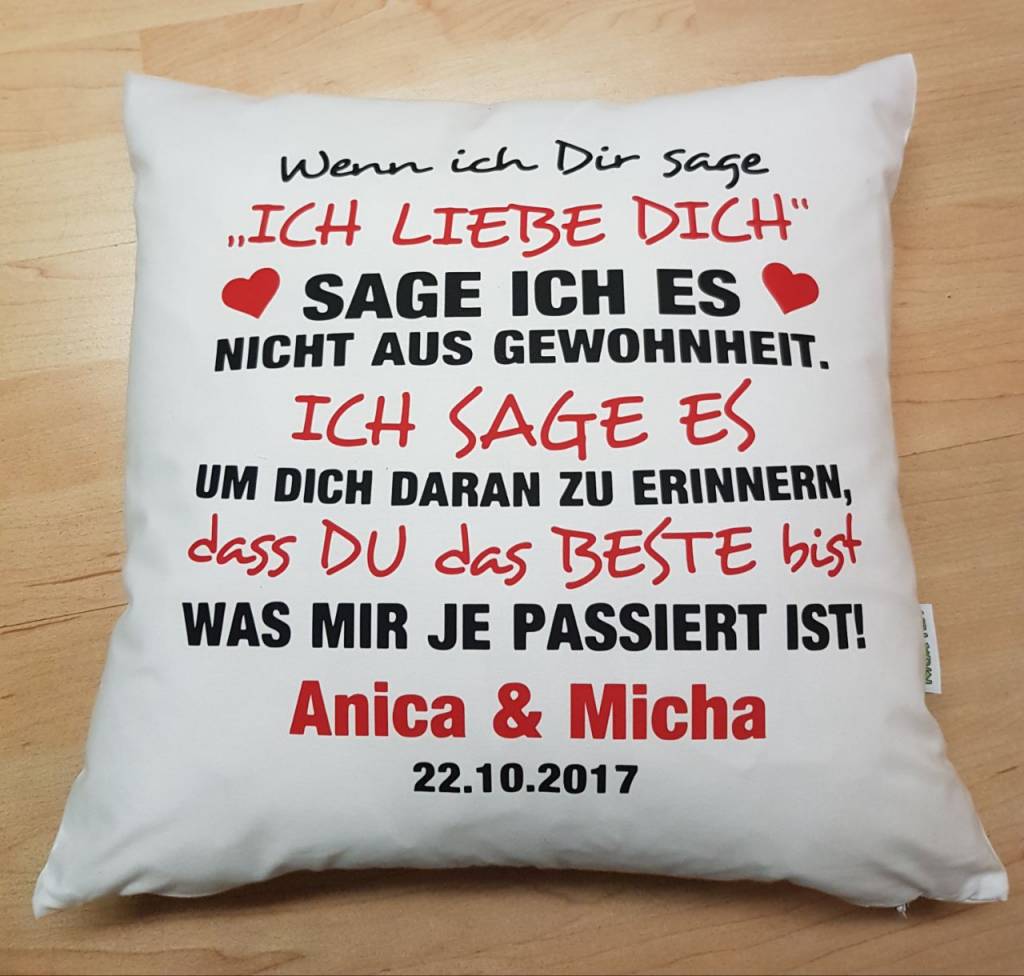 Wenn ich Dir sage
„ICH LIEBE DICH“
SAGE ICH ES
NICHT AUS GEWOHNHEIT.
ICH SAGE ES
UM DICH DARAN ZU ERINNERN,
dass DU das BESTE bist
WAS MIR JE PASSIERT IST!
Anica & Micha
22.10.2017